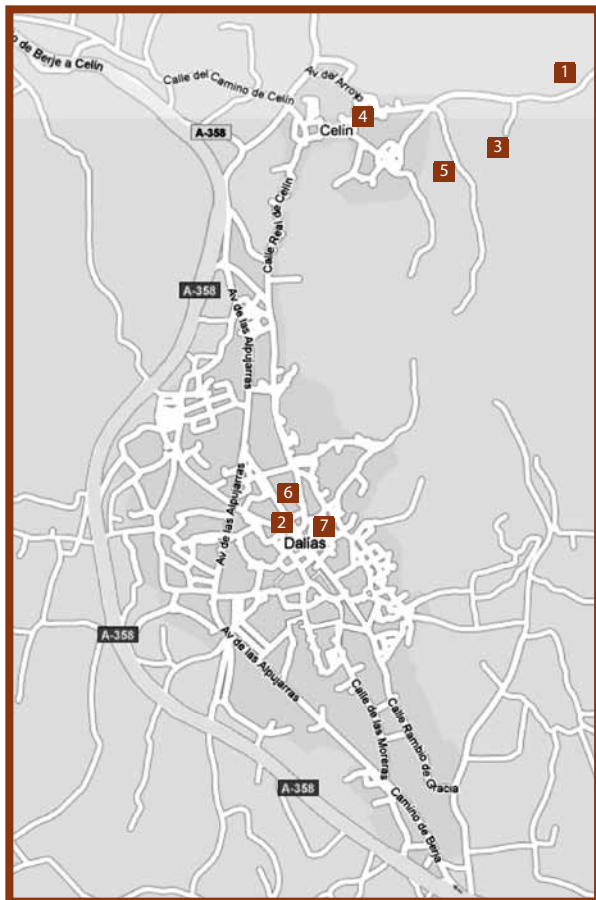 1
o de Berje a Celín
Av de Arroyo
Calle del Camino de Celín
4
Celín
A-358
3
5
Calle Real de Celín
A-358
Av de las Alpujarras
Av de las Alpujarras
6
2
7
Dalías
A-358
Av de las Alpujarras
Calle de las Moreras
Calle Rambio de Gracia
A-358
Camino de Berja